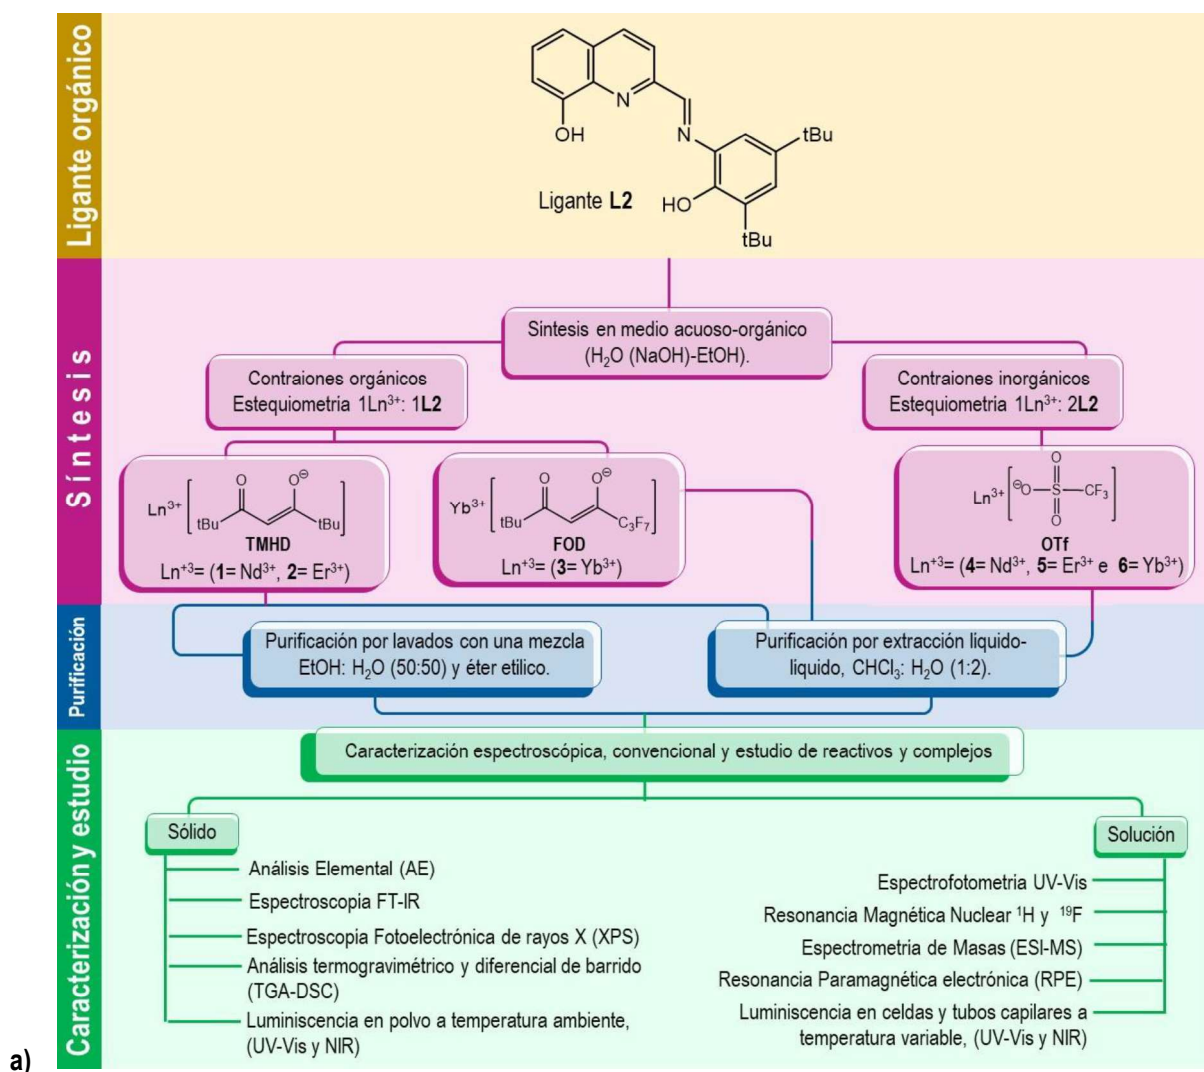 Ligante orgánico
N
OH
N
tBu
HO
tBu
Ligante L2
Síntesis
Sintesis en medio acuoso-orgánico
(H₂O (NaOH)-EtOH).
Contraiones orgánicos
Estequiometria 1Ln³⁺: 1L2
Contraiones inorgánicos
Estequiometria 1Ln³⁺: 2L2
Ln³⁺
O
O⊖
tBu
tBu
TMHD
Ln⁺³= (1= Nd³⁺, 2= Er³⁺)
Yb³⁺
O
O⊖
tBu
C₃F₇
FOD
Ln⁺³= (3= Yb³⁺)
Ln³⁺
O
⊖O
S
CF₃
O
OTf
Ln⁺³= (4= Nd³⁺, 5= Er³⁺ e 6= Yb³⁺)
Purificación
Purificación por lavados con una mezcla
EtOH: H₂O (50:50) y éter etilico.
Purificación por extracción liquido-
liquido, CHCl₃: H₂O (1:2).
Caracterización y estudio
Caracterización espectroscópica, convencional y estudio de reactivos y complejos
Sólido
Análisis Elemental (AE)
Espectroscopia FT-IR
Espectroscopia Fotoelectrónica de rayos X (XPS)
Análisis termogravimétrico y diferencial de barrido
(TGA-DSC)
Luminiscencia en polvo a temperatura ambiente,
(UV-Vis y NIR)
Solución
Espectrofotometria UV-Vis
Resonancia Magnética Nuclear ¹H y ¹⁹F
Espectrometria de Masas (ESI-MS)
Resonancia Paramagnética electrónica (RPE)
Luminiscencia en celdas y tubos capilares a
temperatura variable, (UV-Vis y NIR)
a)